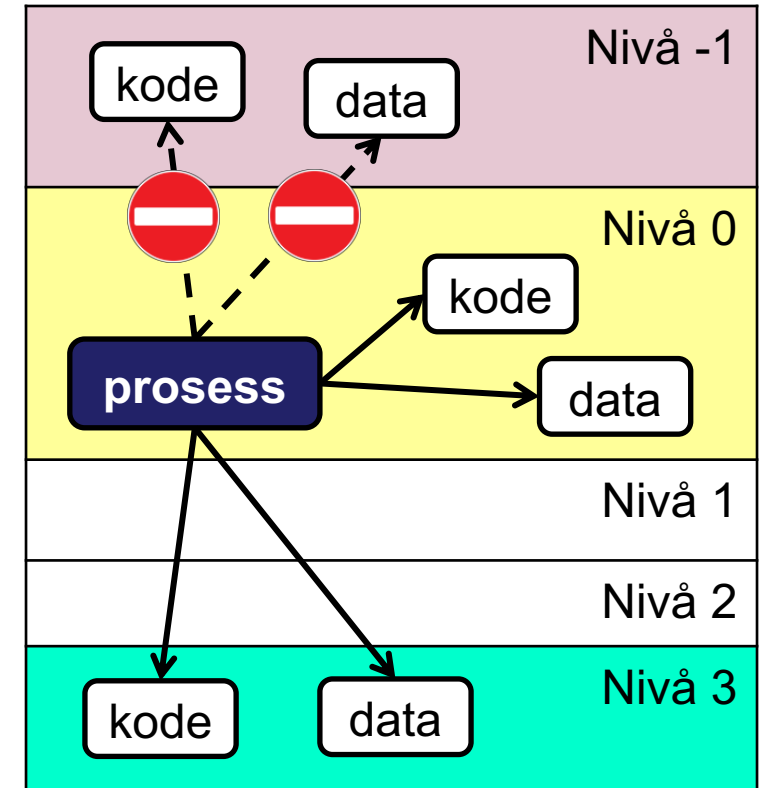 Nivå -1
kode
data
Nivå 0
kode
prosess
data
Nivå 1
Nivå 2
Nivå 3
kode
data